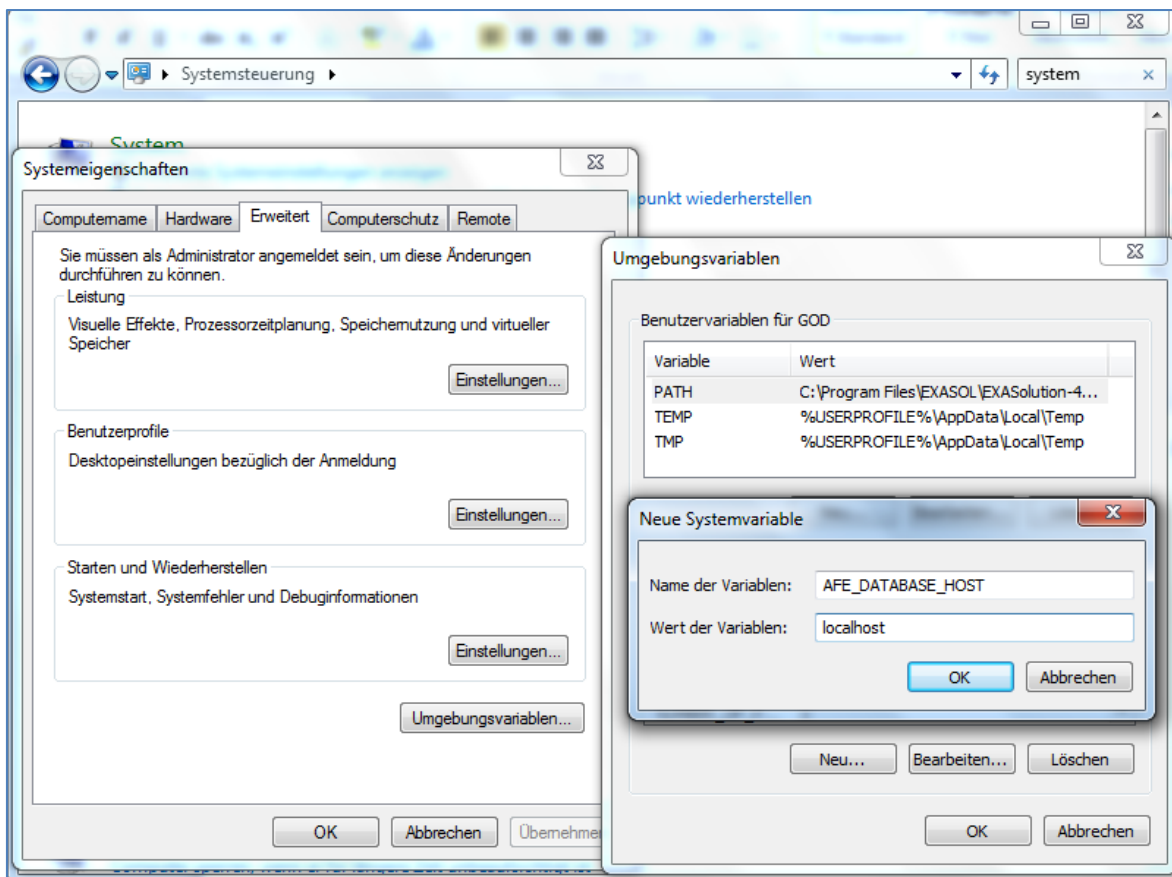 Systemsteuerung
system
System
punkt wiederherstellen
Systemeigenschaften
Computername
Hardware
Erweitert
Computerschutz
Remote
Sie müssen als Administrator angemeldet sein, um diese Änderungen
durchführen zu können.
Leistung
Visuelle Effekte, Prozessorzeitplanung, Speichernutzung und virtueller
Speicher
Einstellungen...
Benutzerprofile
Desktopeinstellungen bezüglich der Anmeldung
Einstellungen...
Starten und Wiederherstellen
Systemstart, Systemfehler und Debuginformationen
Einstellungen...
Umgebungsvariablen...
OK
Abbrechen
Übernehmen
Umgebungsvariablen
Benutzervariablen für GOD
Variable Wert
PATH C:\Program Files\EXASOL\EXASolution-4...
TEMP %USERPROFILE%\AppData\Local\Temp
TMP %USERPROFILE%\AppData\Local\Temp
Neue Systemvariable
Name der Variablen: AFE_DATABASE_HOST
Wert der Variablen: localhost
OK
Abbrechen
Neu...
Bearbeiten...
Löschen
OK
Abbrechen